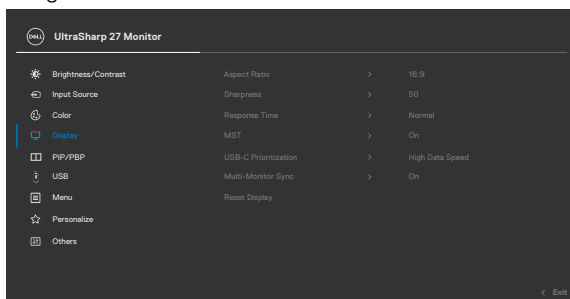 DELL UltraSharp 27 Monitor
Brightness/Contrast Aspect Ratio > 16:9
Input Source Sharpness > 50
Color Response Time > Normal
Display MST > On
PIP/PBP USB-C Prioritization > High Data Speed
USB Multi-Monitor Sync > On
Menu Reset Display
Personalize
Others
< Exit